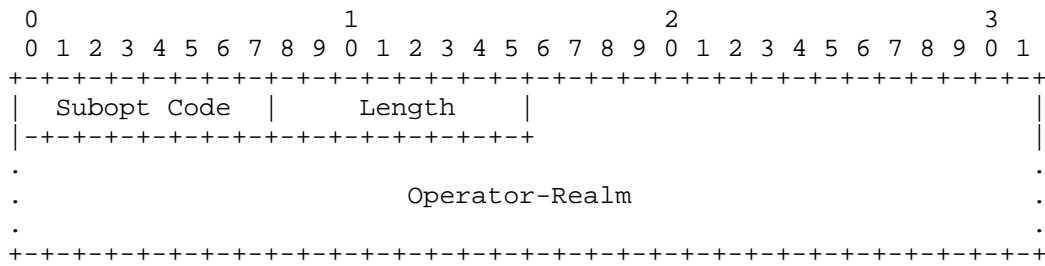 0                   1                   2                   3
 0 1 2 3 4 5 6 7 8 9 0 1 2 3 4 5 6 7 8 9 0 1 2 3 4 5 6 7 8 9 0 1
+-+-+-+-+-+-+-+-+-+-+-+-+-+-+-+-+-+-+-+-+-+-+-+-+-+-+-+-+-+-+-+-+
|  Subopt Code  |     Length    |                               |
|-+-+-+-+-+-+-+-+-+-+-+-+-+-+-+-+                               |
.                                                               .
.                        Operator-Realm                         .
.                                                               .
+-+-+-+-+-+-+-+-+-+-+-+-+-+-+-+-+-+-+-+-+-+-+-+-+-+-+-+-+-+-+-+-+